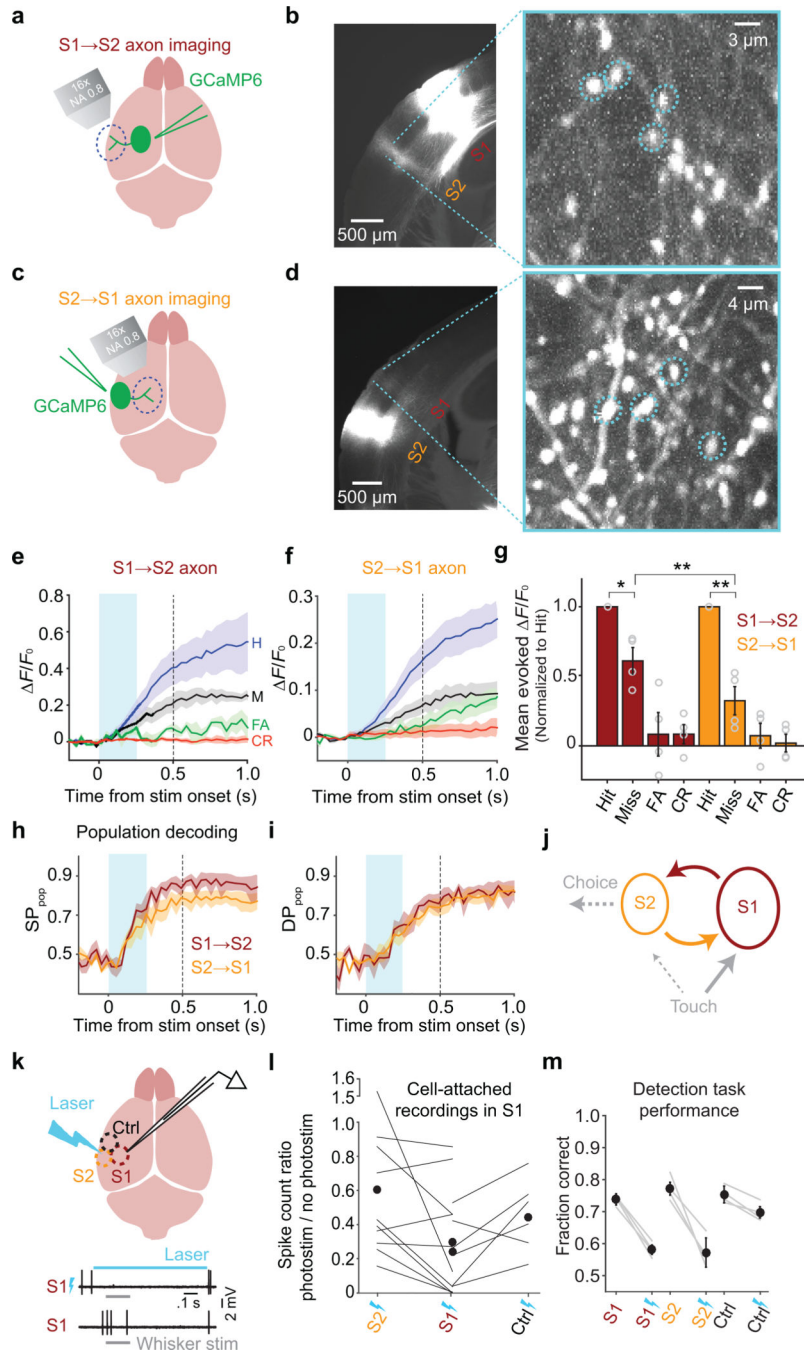 a
S1→S2 axon imaging
16x
NA 0.8
GCaMP6
b
S1
S2
500 µm
3 µm
c
S2→S1 axon imaging
16x
NA 0.8
GCaMP6
d
S1
S2
500 µm
4 µm
e
S1→S2 axon
ΔF/F0
0.8
0.6
0.4
0.2
0
H
M
FA
CR
0
0.5
1.0
Time from stim onset (s)
f
S2→S1 axon
ΔF/F0
0.3
0.2
0.1
0
0
0.5
1.0
Time from stim onset (s)
g
Mean evoked ΔF/F0
(Normalized to Hit)
1.0
0.5
0
*
**
**
S1→S2
S2→S1
Hit
Miss
FA
CR
Hit
Miss
FA
CR
h
Population decoding
SPpop
0.9
0.7
0.5
S1→S2
S2→S1
0
0.5
1.0
Time from stim onset (s)
i
DPpop
0.9
0.7
0.5
0
0.5
1.0
Time from stim onset (s)
j
Choice
S2
S1
Touch
k
Laser
Ctrl
S2
S1
Laser
S1
.1 s
2 mV
S1
Whisker stim
l
Cell-attached
recordings in S1
Spike count ratio
photostim / no photostim
1.6
1.5
1.0
0.8
0.6
0.4
0.2
0
S2
S1
Ctrl
m
Detection task
performance
Fraction correct
1.0
0.9
0.8
0.7
0.6
0.5
S1
S1
S2
S2
Ctrl
Ctrl